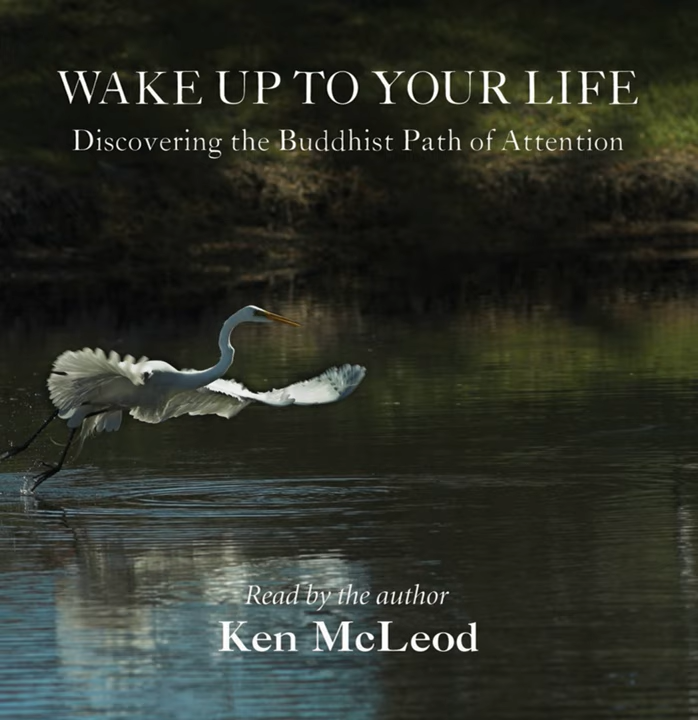 WAKE UP TO YOUR LIFE
Discovering the Buddhist Path of Attention
Read by the author
Ken McLeod